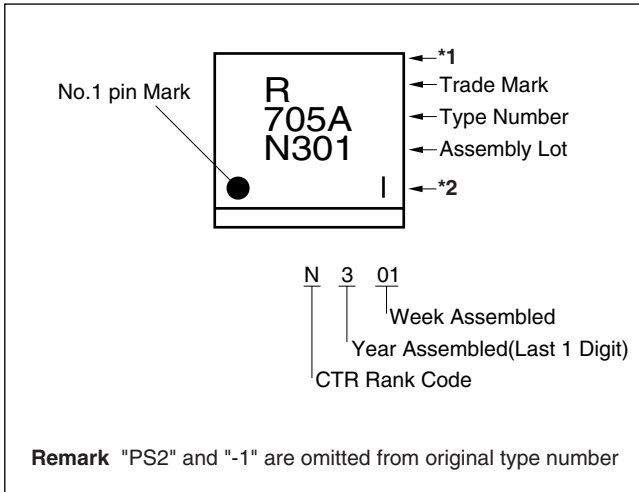 *1
R
Trade Mark
No.1 pin Mark
705A
Type Number
N301
Assembly Lot
*2
N 3 01
Week Assembled
Year Assembled(Last 1 Digit)
CTR Rank Code
Remark "PS2" and "-1" are omitted from original type number